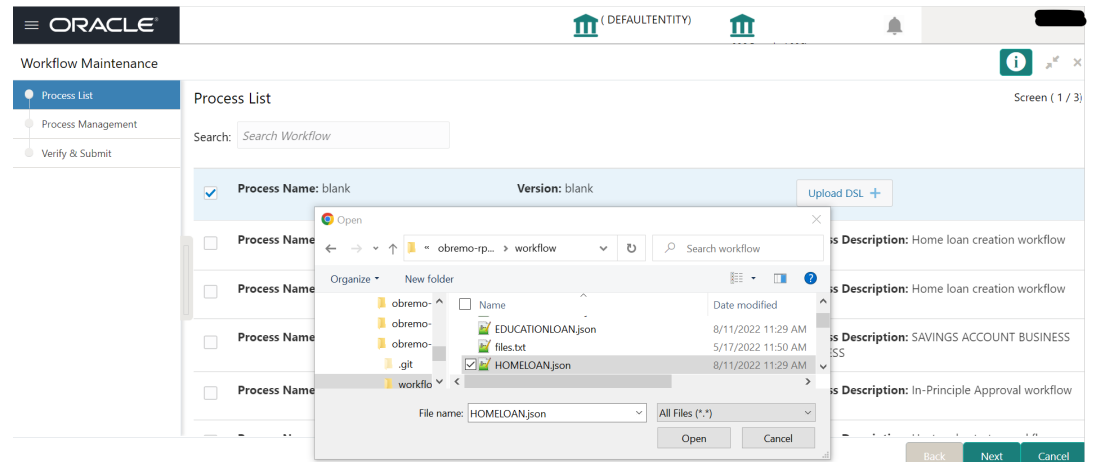 ORACLE®
( DEFAULTENTITY)
Workflow Maintenance
Process List
Process Management
Verify & Submit
Process List
Screen ( 1 / 3)
Search: Search Workflow
Process Name: blank Version: blank Upload DSL +
Process Name ss Description: Home loan creation workflow
Process Name ss Description: Home loan creation workflow
Process Name ss Description: SAVINGS ACCOUNT BUSINESS
ESS
Process Name ss Description: In-Principle Approval workflow
Open
« obremo-rp... > workflow
Search workflow
Organize New folder
Name Date modified
obremo-
obremo-
obremo-
.git
workflo
EDUCATIONLOAN.json 8/11/2022 11:29 AM
files.txt 5/17/2022 11:50 AM
HOMELOAN.json 8/11/2022 11:29 AM
File name: HOMELOAN.json All Files (*.*)
Open Cancel
Back Next Cancel